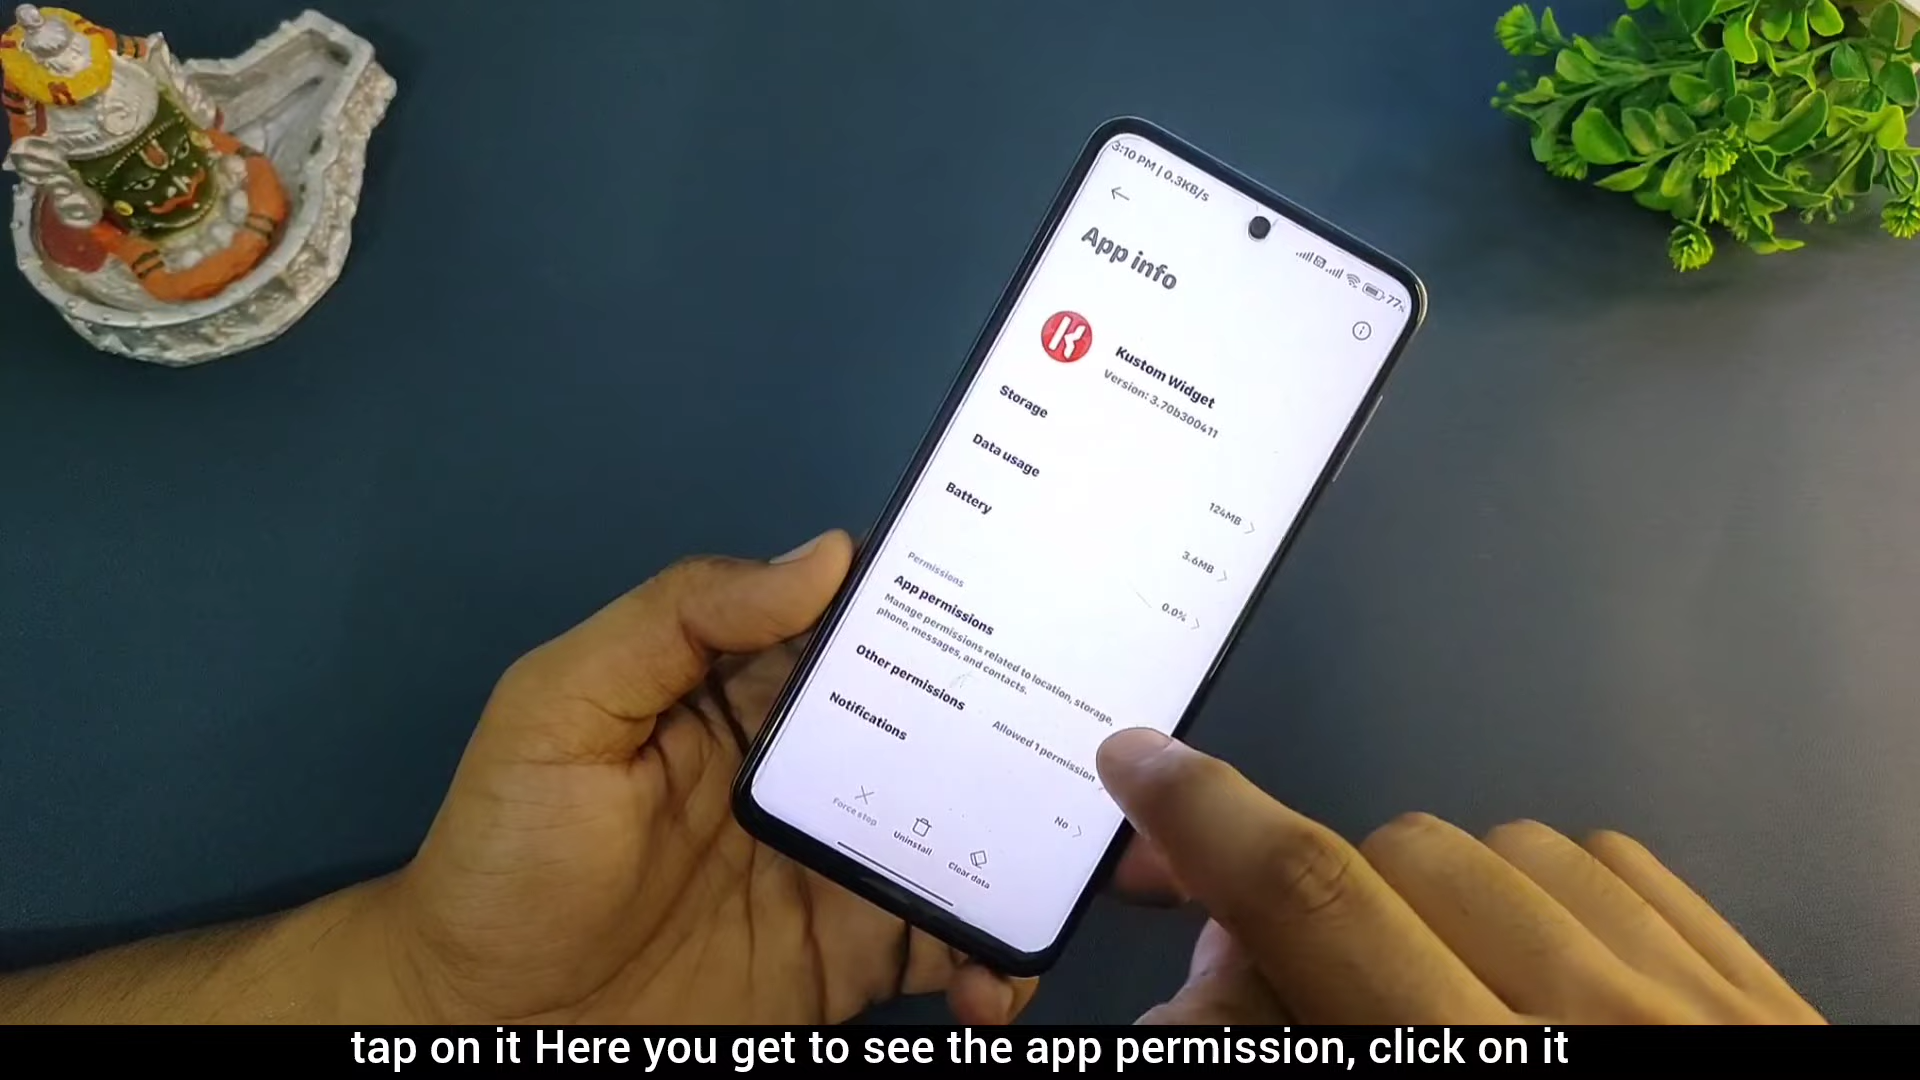 3:10 PM | 0.3KB/s
77%
App info
Kustom Widget
Version: 3.70b300411
Storage
124MB
Data usage
3.6MB
Battery
0.0%
Permissions
App permissions
Manage permissions related to location, storage,
phone, messages, and contacts.
Other permissions
Allowed 1 permission
Notifications
No
Force stop
Uninstall
Clear data
tap on it Here you get to see the app permission, click on it